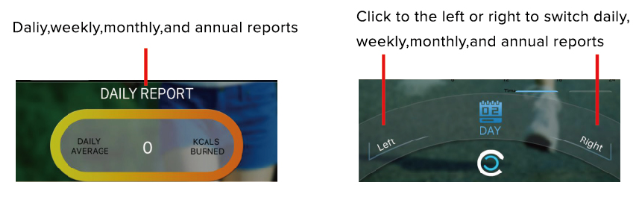 Daliy,weekly,monthly,and annual reports
DAILY REPORT
DAILY AVERAGE
0
KCALS BURNED
Click to the left or right to switch daily,
weekly,monthly,and annual reports
02
DAY
Left
Right